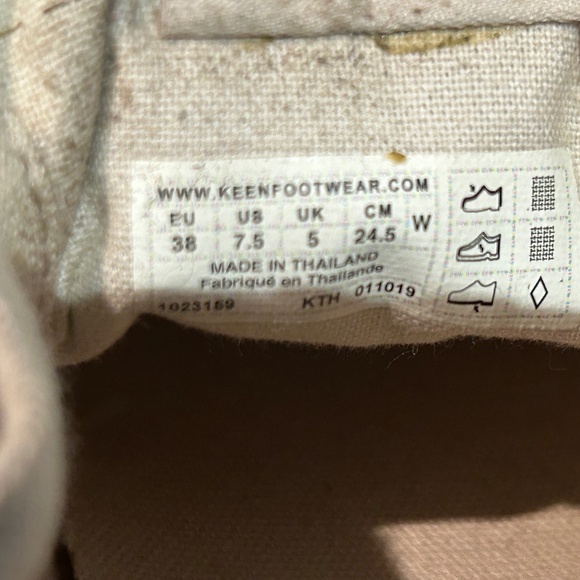 WWW.KEENFOOTWEAR.COM
EU US UK CM W
38 7.5 5 24.5
MADE IN THAILAND
Fabriqué en Thaïlande
1023159 KTH 011019